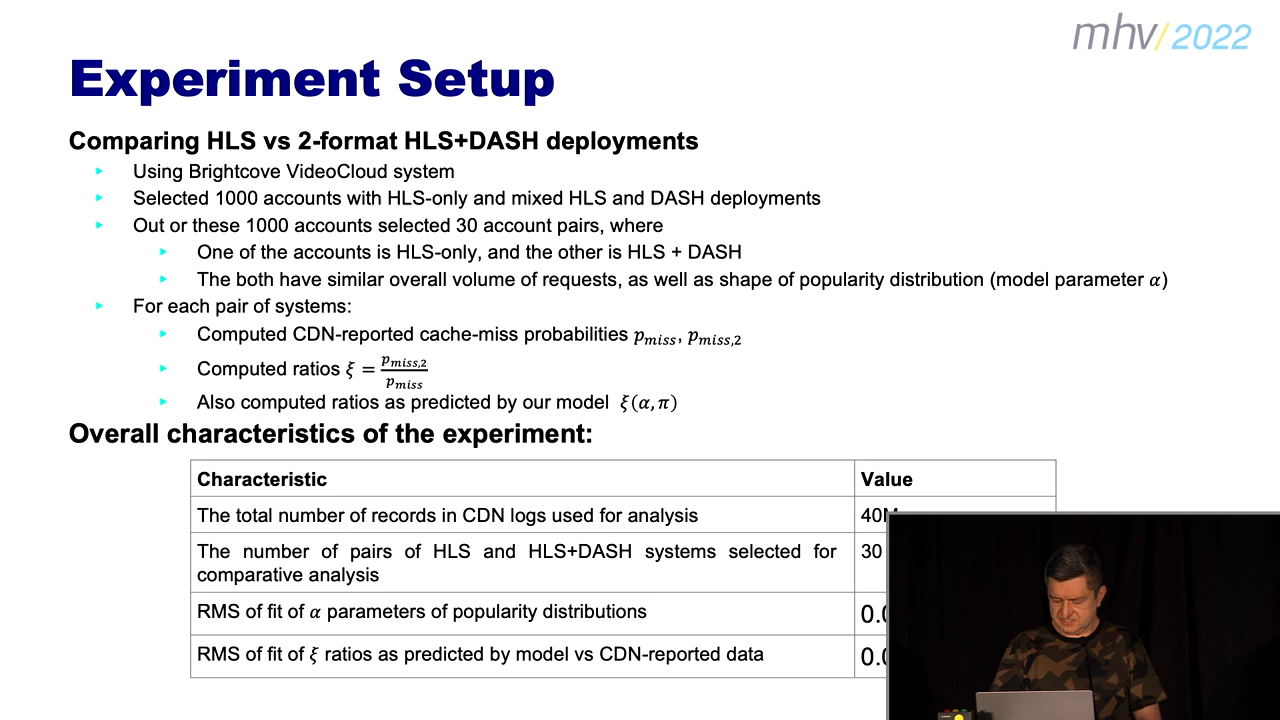 mhv/2022
Experiment Setup
Comparing HLS vs 2-format HLS+DASH deployments
Using Brightcove VideoCloud system
Selected 1000 accounts with HLS-only and mixed HLS and DASH deployments
Out or these 1000 accounts selected 30 account pairs, where
One of the accounts is HLS-only, and the other is HLS + DASH
The both have similar overall volume of requests, as well as shape of popularity distribution (model parameter α)
For each pair of systems:
Computed CDN-reported cache-miss probabilities p_miss, p_miss,2
Computed ratios ξ = p_miss,2 / p_miss
Also computed ratios as predicted by our model ξ(α,π)
Overall characteristics of the experiment:
Characteristic Value
The total number of records in CDN logs used for analysis 40M
The number of pairs of HLS and HLS+DASH systems selected for 30
comparative analysis
RMS of fit of α parameters of popularity distributions
RMS of fit of ξ ratios as predicted by model vs CDN-reported data